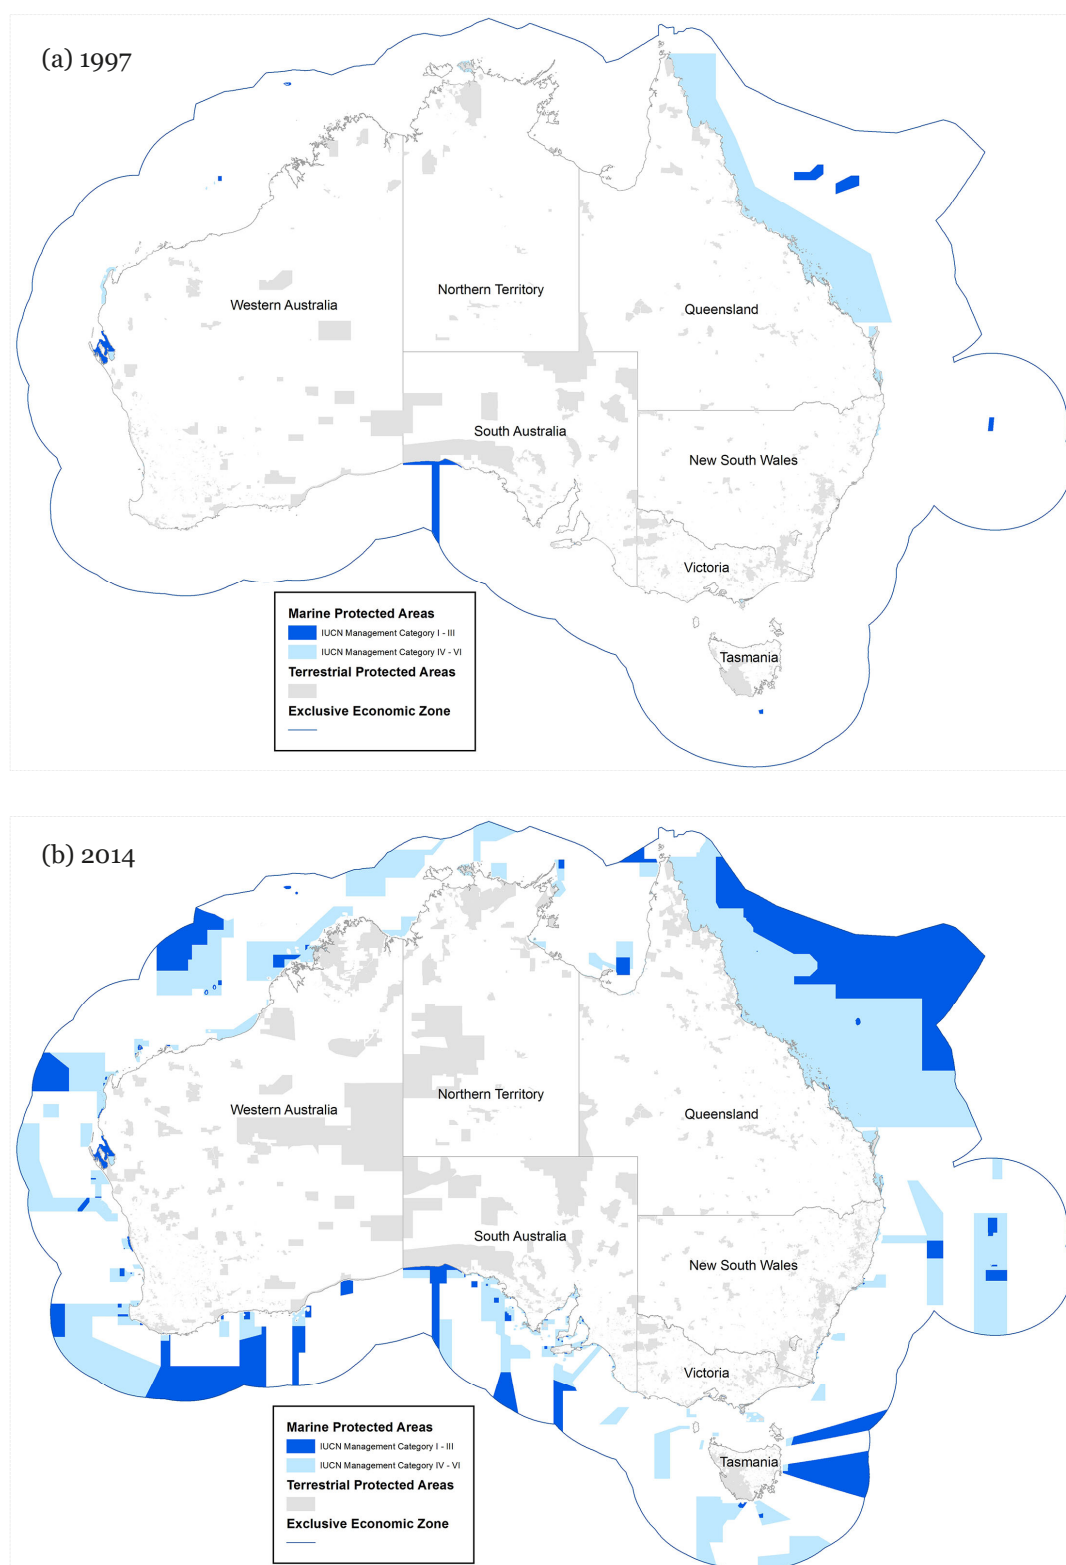 (a) 1997
Western Australia
Northern Territory
Queensland
South Australia
New South Wales
Victoria
Tasmania
Marine Protected Areas
IUCN Management Category I - III
IUCN Management Category IV - VI
Terrestrial Protected Areas
Exclusive Economic Zone
(b) 2014
Western Australia
Northern Territory
Queensland
South Australia
New South Wales
Victoria
Tasmania
Marine Protected Areas
IUCN Management Category I - III
IUCN Management Category IV - VI
Terrestrial Protected Areas
Exclusive Economic Zone